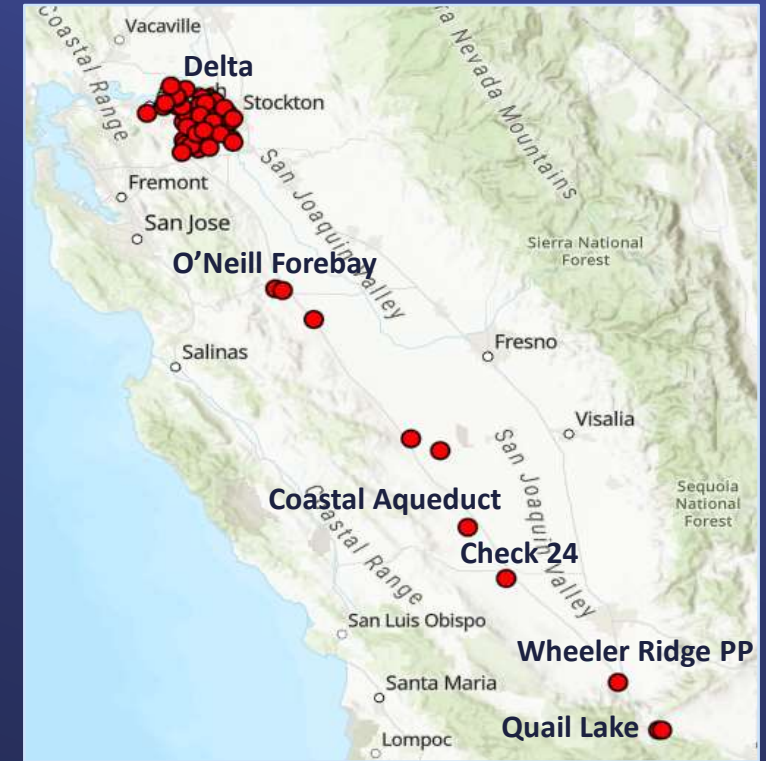 Coastal Range
Vacaville
Delta
Stockton
Nevada Mountains
Fremont
San Jose
San Joaquin Valley
Sierra National
Forest
O'Neill Forebay
Salinas
Fresno
Visalia
San Joaquin Valley
Sequoia
National
Forest
Coastal Aqueduct
Coastal Range
Check 24
San Luis Obispo
Wheeler Ridge PP
Santa Maria
Quail Lake
Lompoc